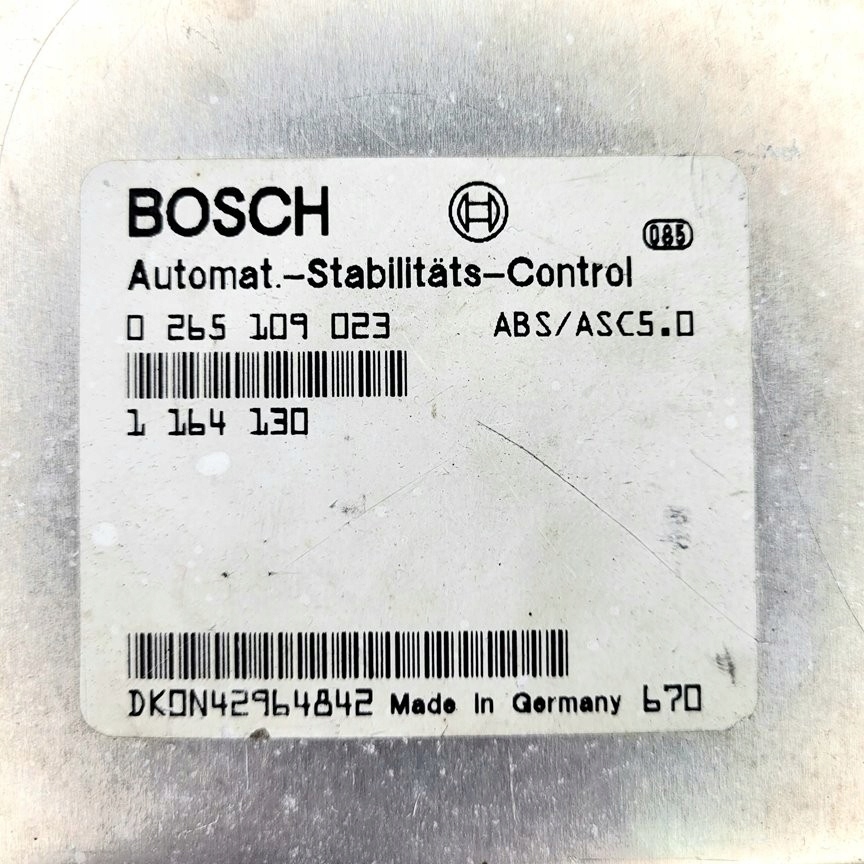 BOSCH
085
Automat.-Stabilitäts-Control
0 265 109 023 ABS/ASC5.0
1 164 130
DK0N42964842 Made In Germany 670